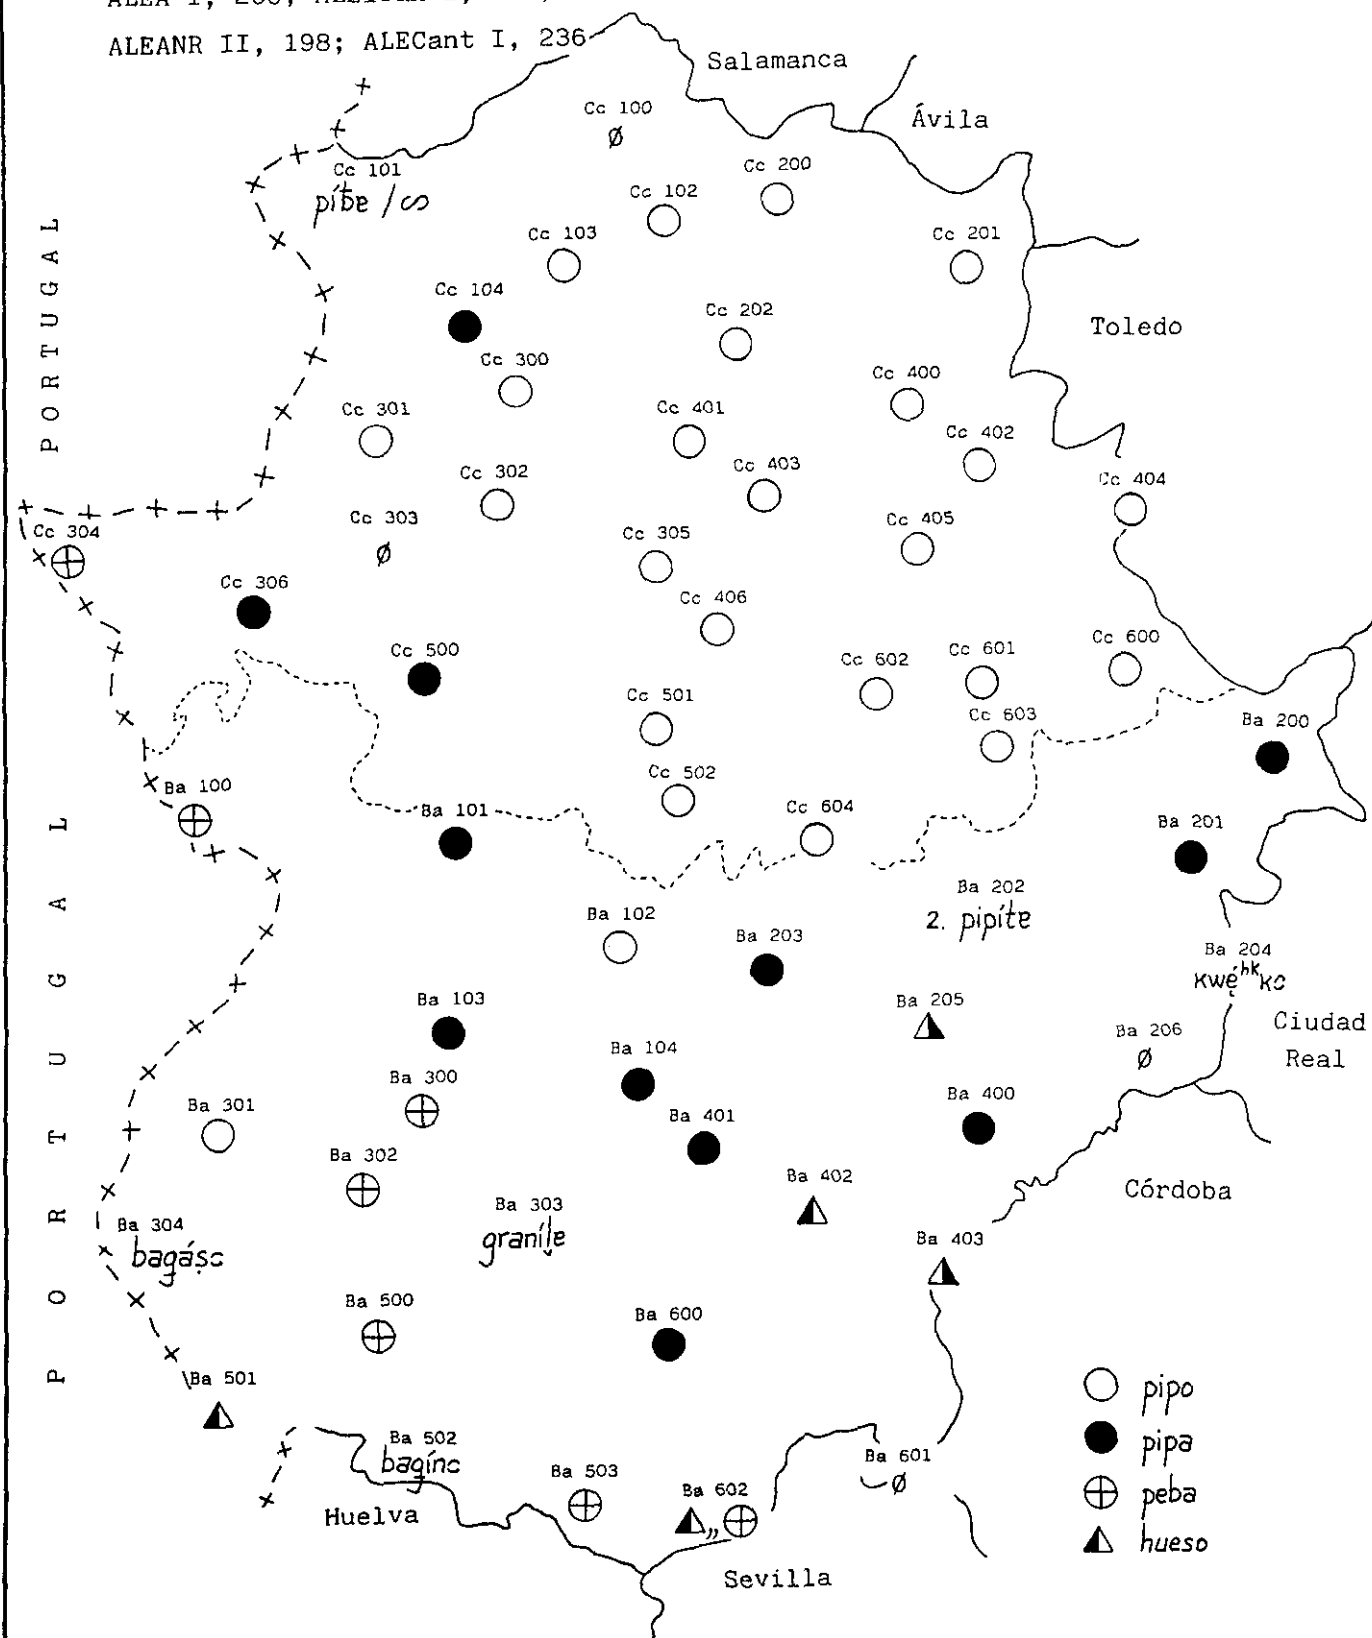 ALEANR II, 198; ALECant I, 236
Salamanca
Ávila
Cc 100
ø
Cc 101
píƀe /ꝏ
Cc 200
Cc 102
Cc 103
Cc 201
PORTUGAL
Cc 104
Cc 202
Toledo
Cc 300
Cc 400
Cc 301
Cc 401
Cc 402
Cc 302
Cc 403
Cc 404
Cc 303
ø
Cc 304
Cc 305
Cc 405
Cc 306
Cc 406
Cc 500
Cc 602
Cc 601
Cc 600
Cc 501
Cc 603
Ba 200
Cc 502
Ba 100
Ba 101
Cc 604
Ba 201
PORTUGAL
Ba 202
2. pipíte
Ba 102
Ba 203
Ba 204
kwẹ́ʰᵏkc
Ba 103
Ba 205
Ciudad
Real
Ba 206
ø
Ba 104
Ba 300
Ba 301
Ba 401
Ba 400
Ba 302
Ba 402
Córdoba
Ba 303
graníl̮e
Ba 304
bagáṣc
Ba 403
Ba 500
Ba 600
Ba 501
pipo
pipa
peba
hueso
Ba 502
bagínc
Ba 503
Ba 602
,,
Ba 601
ø
Huelva
Sevilla